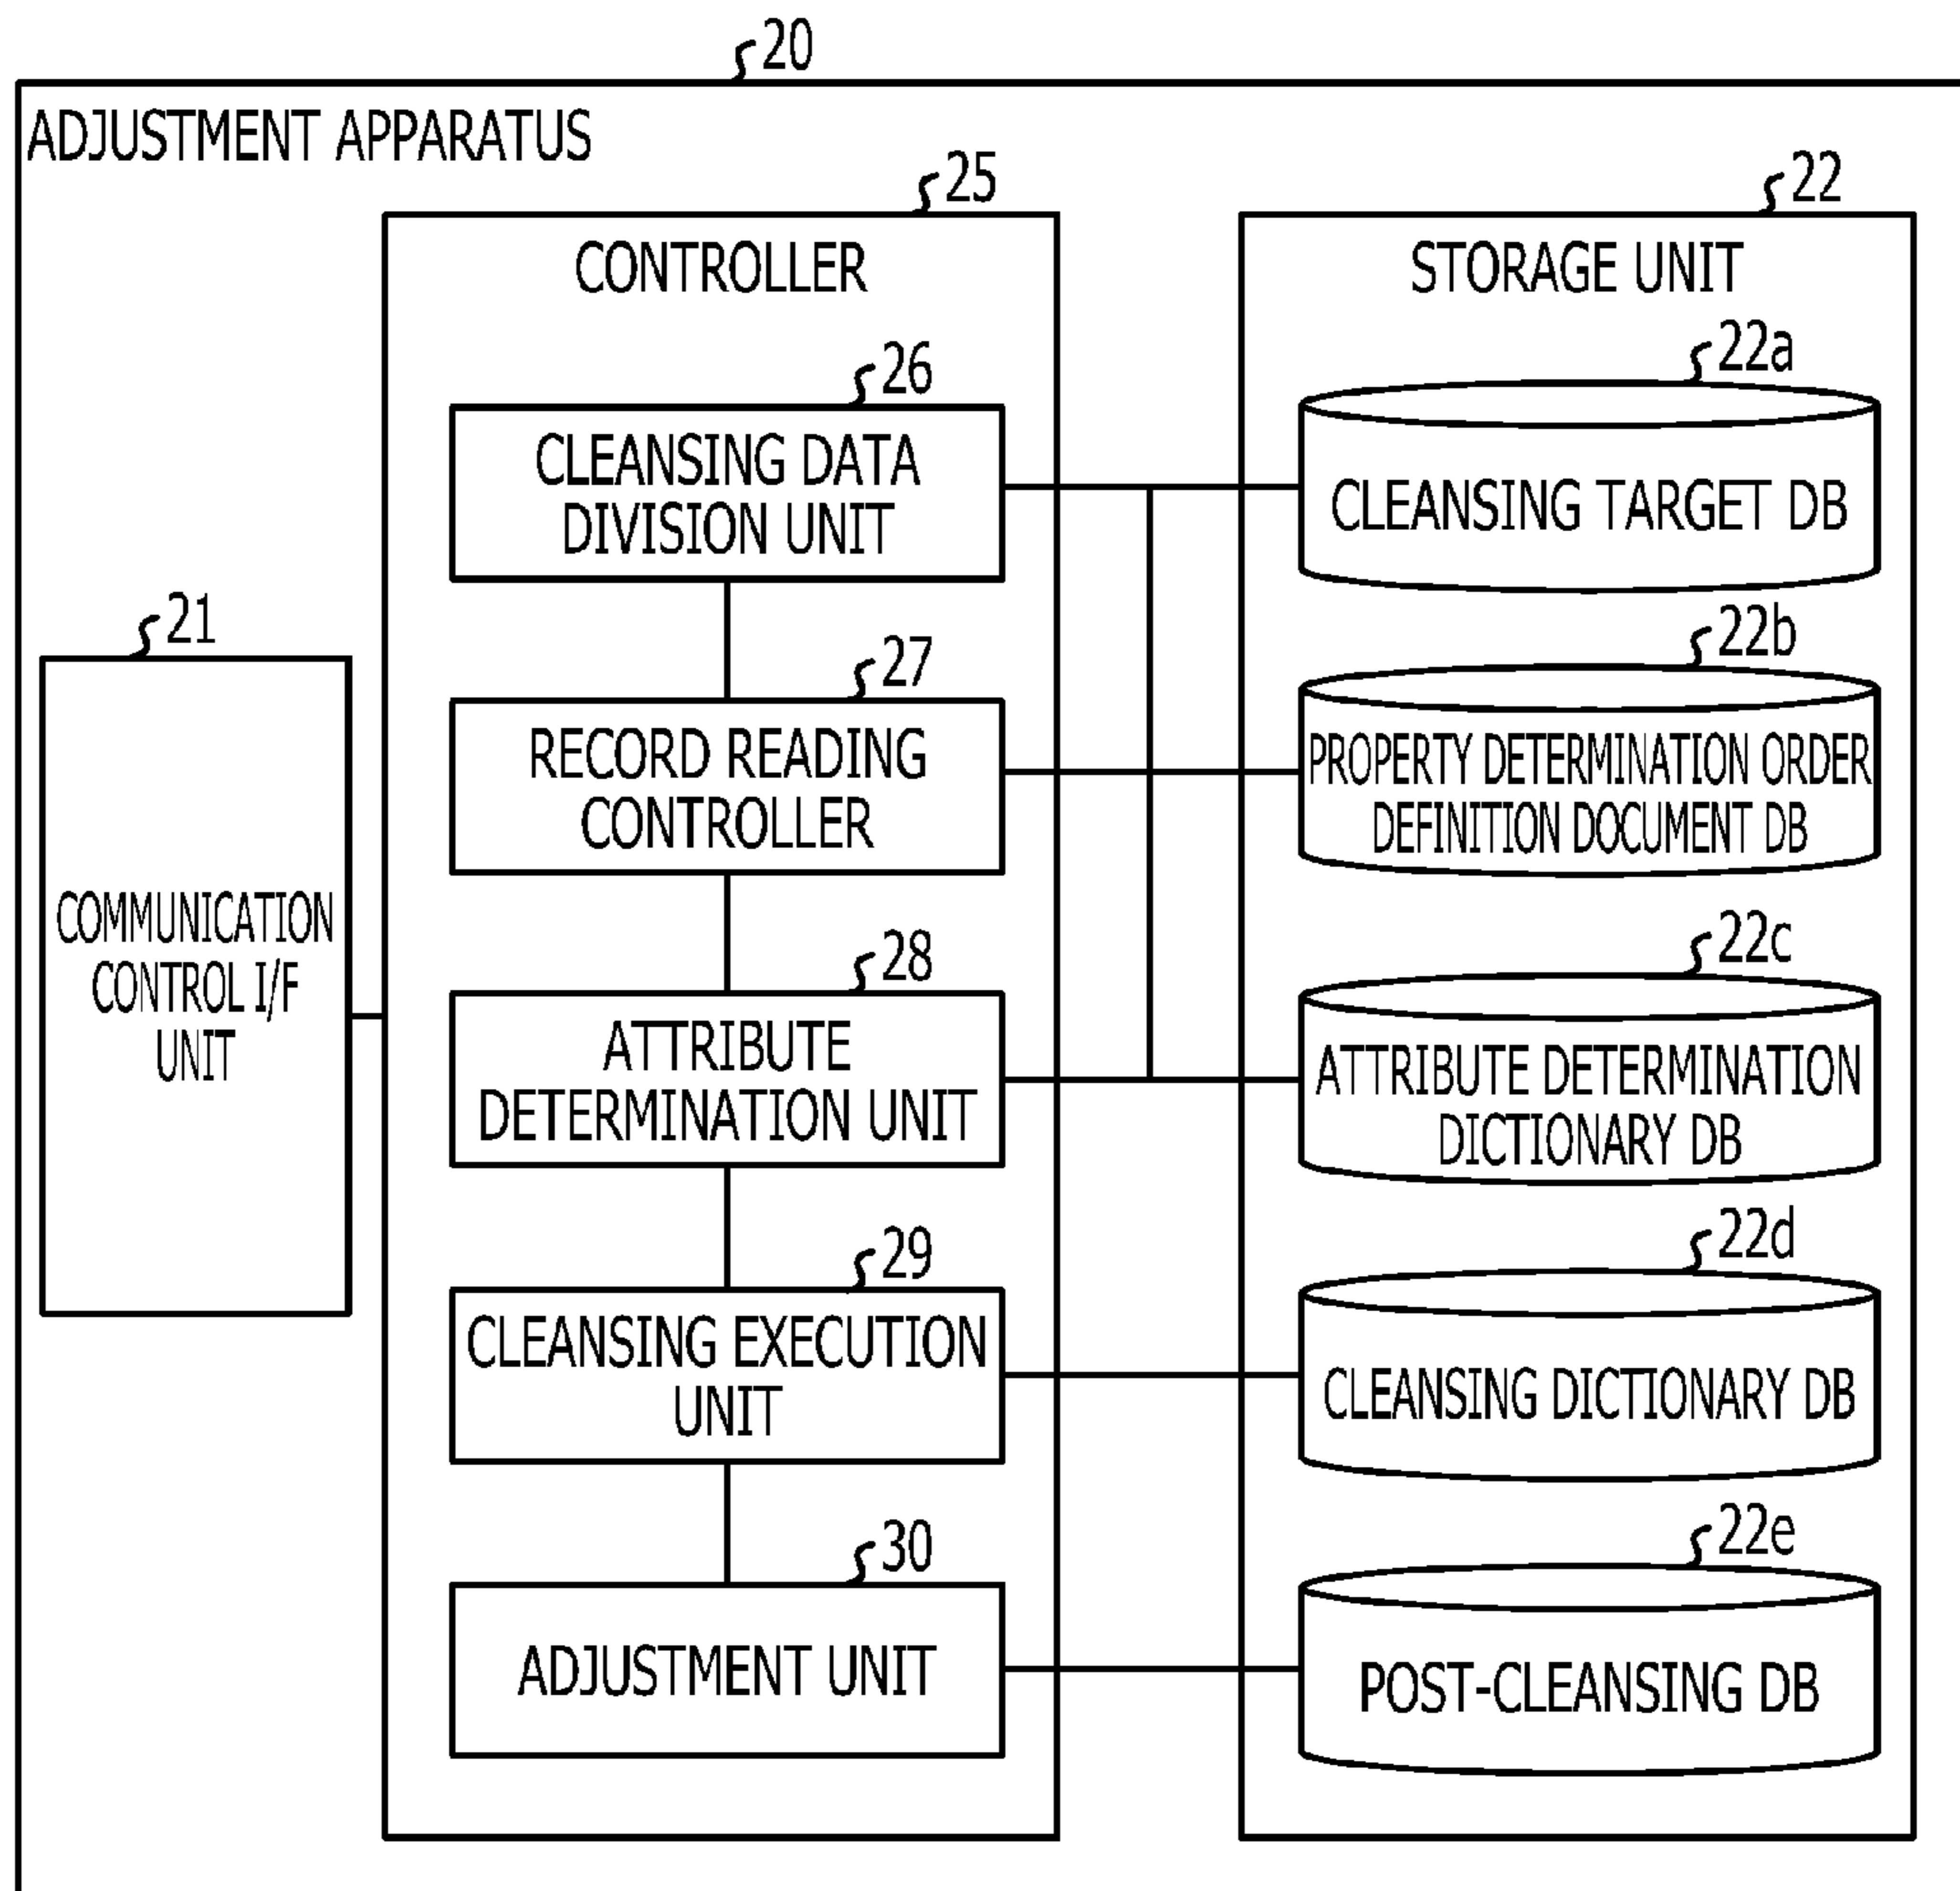 20
ADJUSTMENT APPARATUS
21
COMMUNICATION
CONTROL I/F
UNIT
25
CONTROLLER
26
CLEANSING DATA
DIVISION UNIT
27
RECORD READING
CONTROLLER
28
ATTRIBUTE
DETERMINATION UNIT
29
CLEANSING EXECUTION
UNIT
30
ADJUSTMENT UNIT
22
STORAGE UNIT
22a
CLEANSING TARGET DB
22b
PROPERTY DETERMINATION ORDER
DEFINITION DOCUMENT DB
22c
ATTRIBUTE DETERMINATION
DICTIONARY DB
22d
CLEANSING DICTIONARY DB
22e
POST-CLEANSING DB